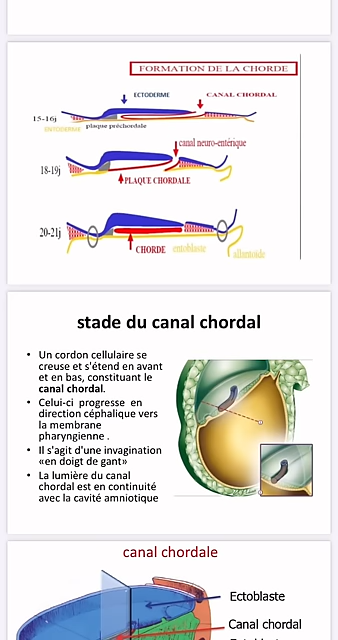 FORMATION DE LA CHORDE
ECTODERME
CANAL CHORDAL
15-16j
ENTODERME
plaque préchordale
canal neuro-entérique
18-19j
PLAQUE CHORDALE
20-21j
CHORDE
entoblaste
allantoide
stade du canal chordal
• Un cordon cellulaire se
creuse et s'étend en avant
et en bas, constituant le
canal chordal.
• Celui-ci progresse en
direction céphalique vers
la membrane
pharyngienne .
• Il s'agit d'une invagination
«en doigt de gant»
• La lumière du canal
chordal est en continuité
avec la cavité amniotique
canal chordale
Ectoblaste
Canal chordal